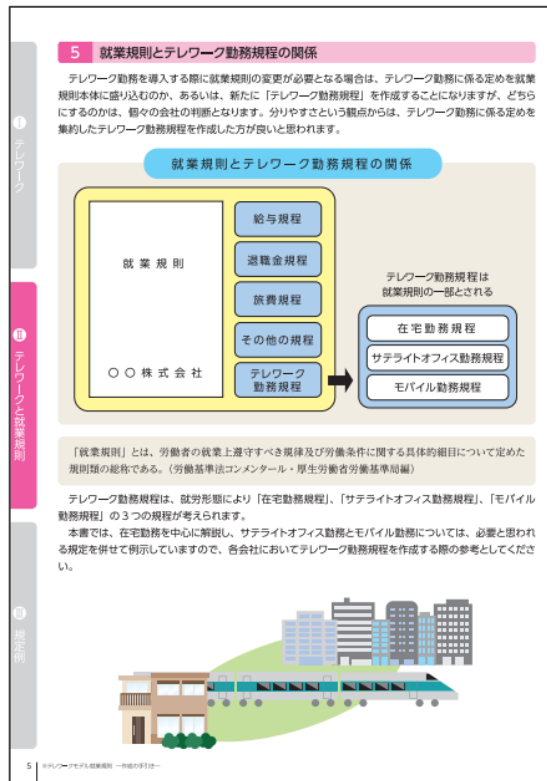 5 就業規則とテレワーク勤務規程の関係
テレワーク勤務を導入する際に就業規則の変更が必要となる場合は、テレワーク勤務に係る定めを就業
規則本体に盛り込むのか、あるいは、新たに「テレワーク勤務規程」を作成することになりますが、どちら
にするのかは、個々の会社の判断となります。分りやすさという観点からは、テレワーク勤務に係る定めを
集約したテレワーク勤務規程を作成した方が良いと思われます。
就業規則とテレワーク勤務規程の関係
就業規則
〇〇株式会社
給与規程
退職金規程
旅費規程
その他の規程
テレワーク
勤務規程
テレワーク勤務規程は
就業規則の一部とされる
在宅勤務規程
サテライトオフィス勤務規程
モバイル勤務規程
「就業規則」とは、労働者の就業上遵守すべき規律及び労働条件に関する具体的細目について定めた
規則類の総称である。(労働基準法コンメンタール・厚生労働省労働基準局編)
テレワーク勤務規程は、就労形態により「在宅勤務規程」、「サテライトオフィス勤務規程」、「モバイル
勤務規程」の3つの規程が考えられます。
本書では、在宅勤務を中心に解説し、サテライトオフィス勤務とモバイル勤務については、必要と思われ
る規定を併せて例示していますので、各会社においてテレワーク勤務規程を作成する際の参考としてくださ
い。
Ⅰ テレワーク
Ⅱ テレワークと就業規則
Ⅲ 規定例
5 ※テレワークモデル就業規則 ―作成の手引き―